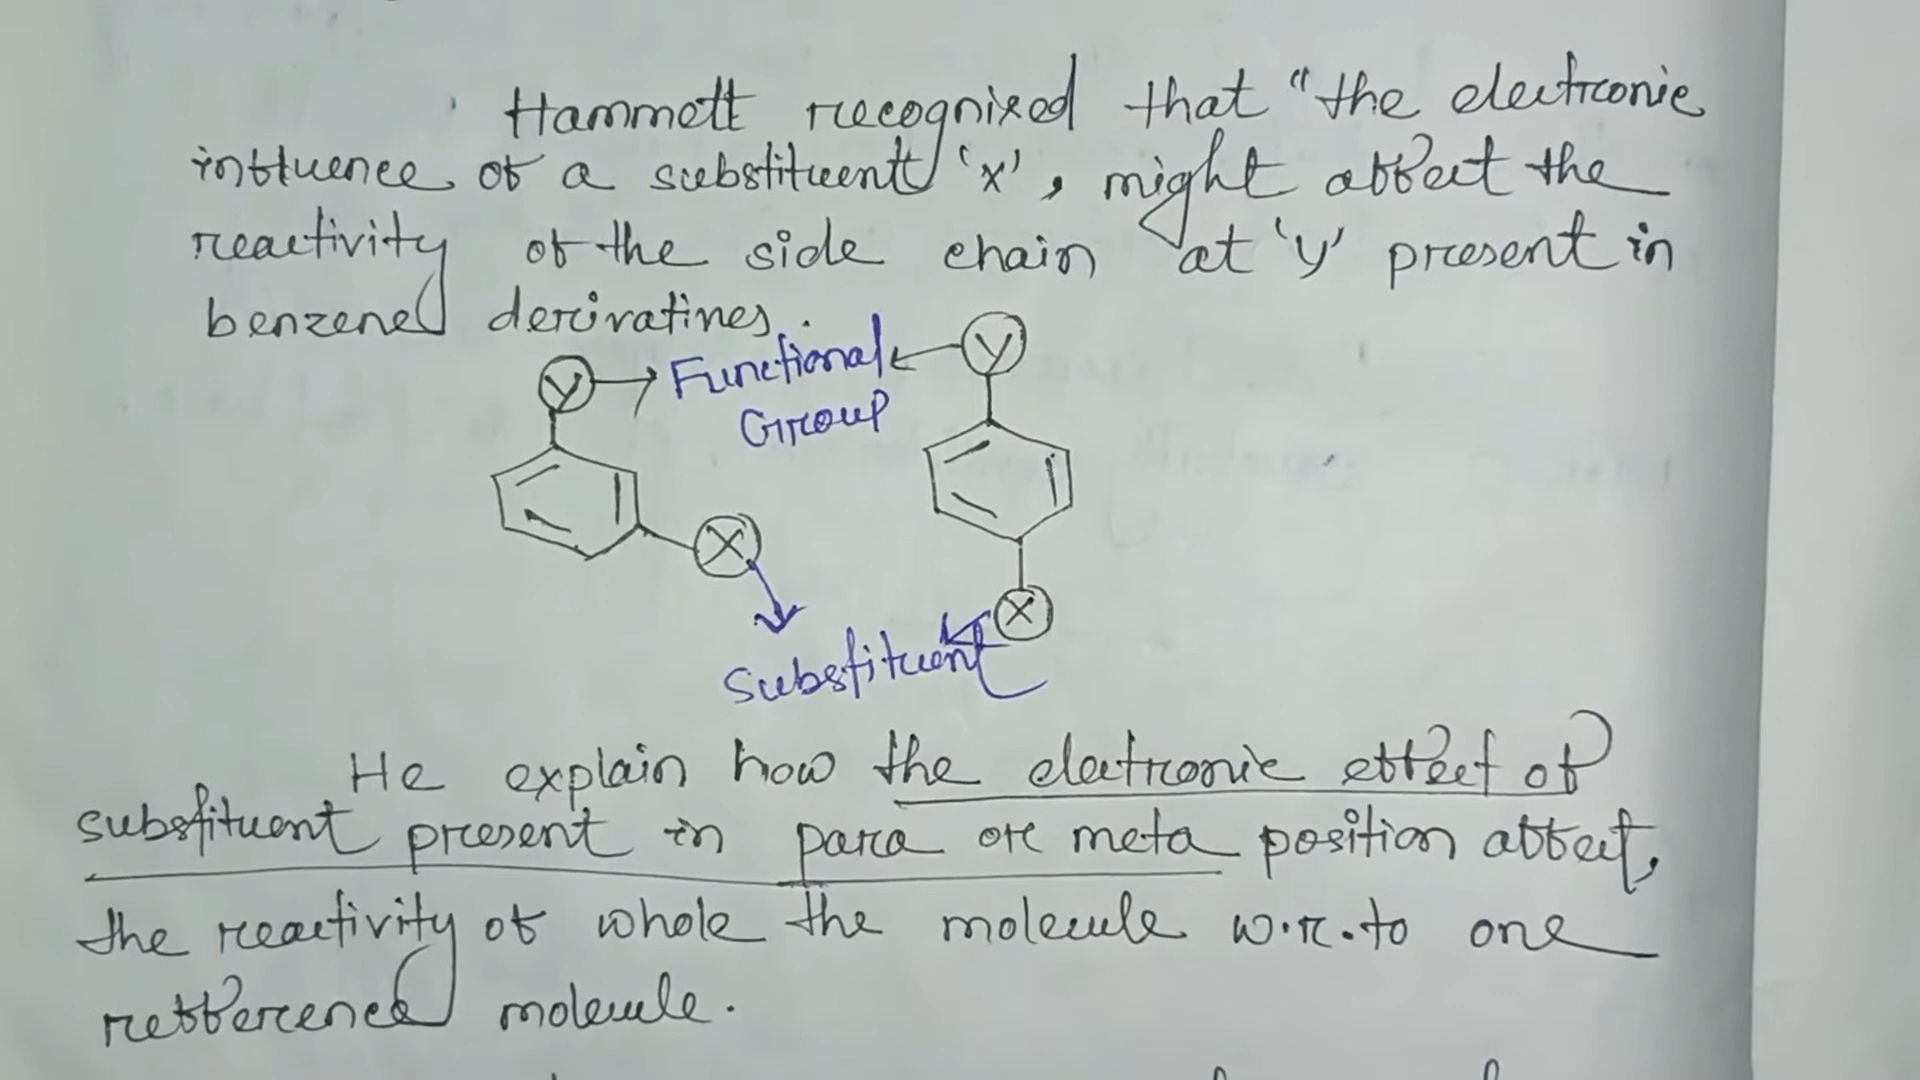 Hammett recognized that "the electronic
influence of a substituent 'x', might affect the
reactivity of the side chain at 'y' present in
benzene derivatines.
Y → Functional ← Y
Group
X
X
Substituent
He explain how the electronic effect of
substituent present in para or meta position affect,
the reactivity of whole the molecule w.r.to one
refference molecule.